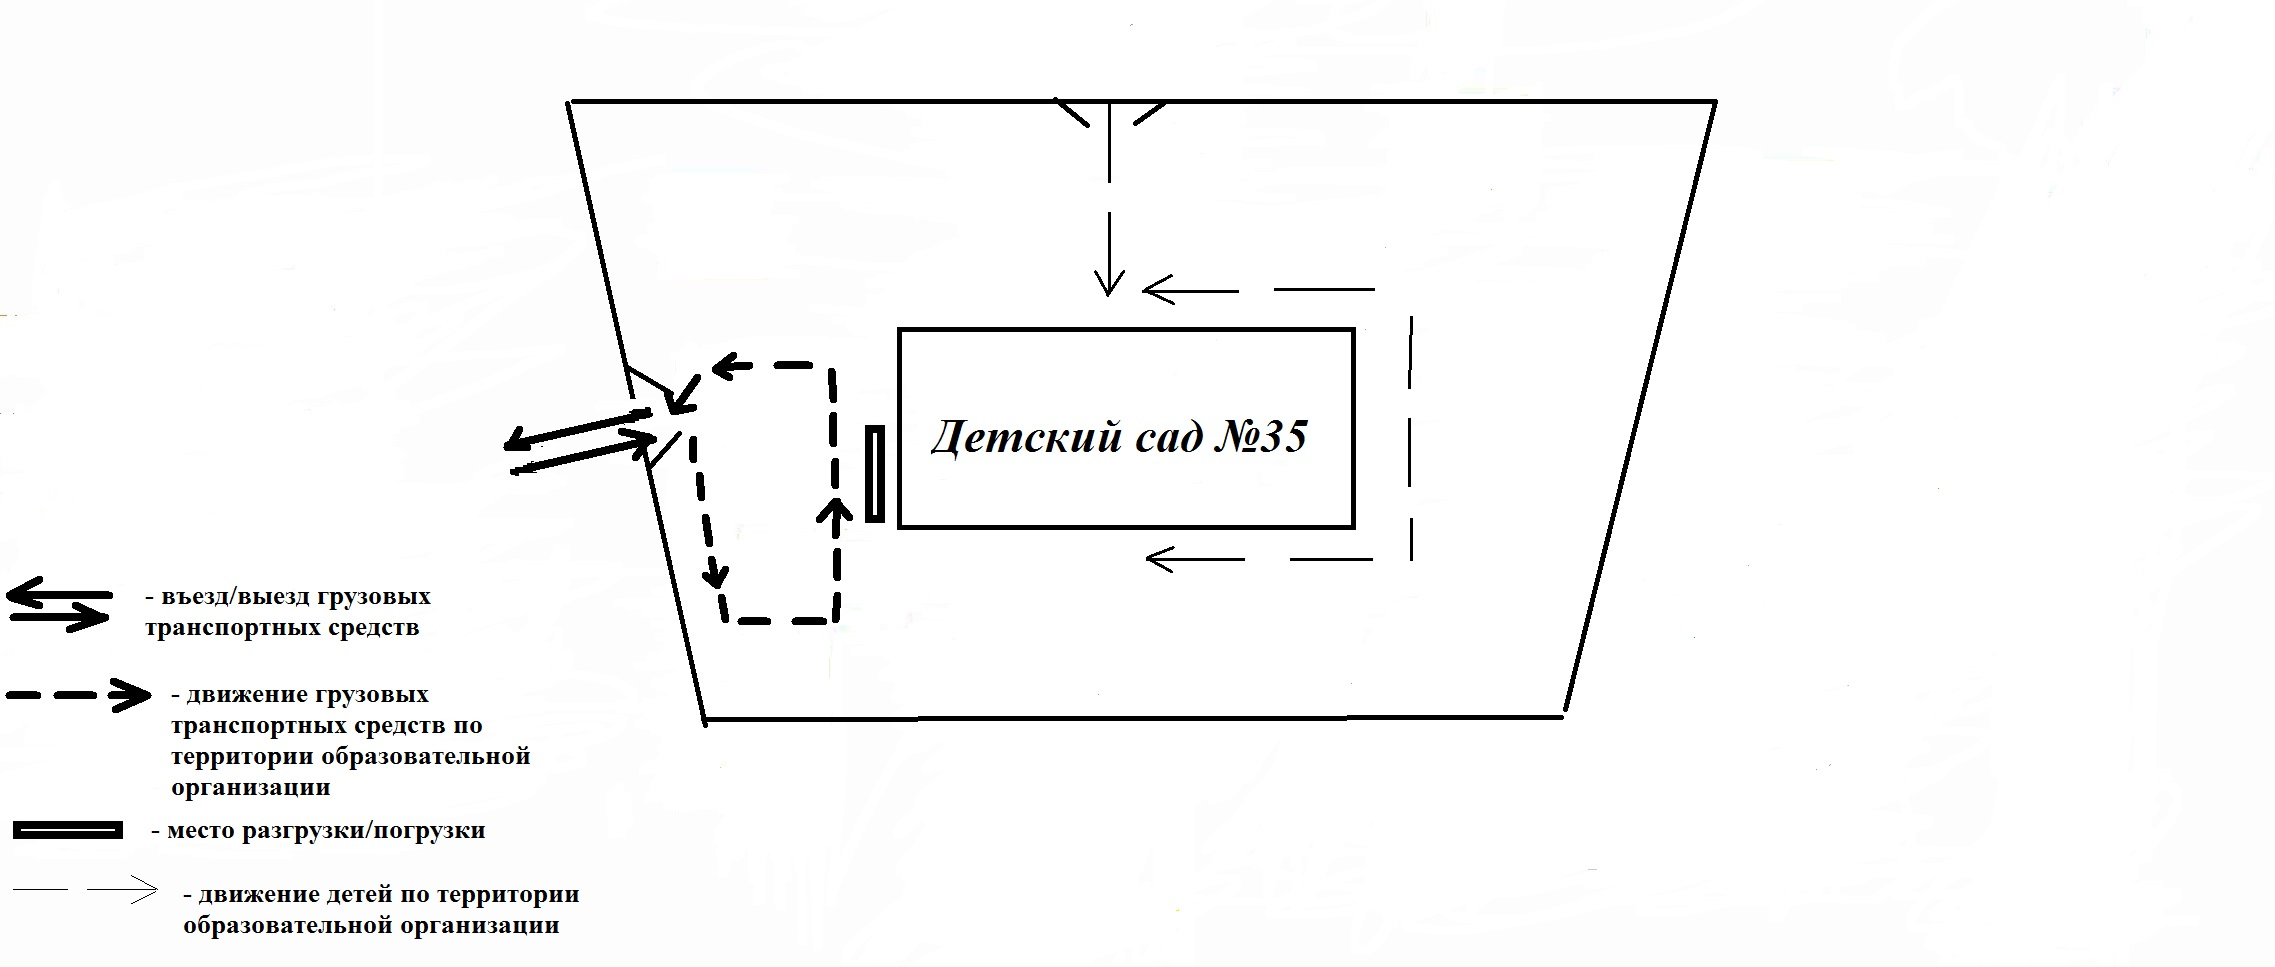 Детский сад №35
- въезд/выезд грузовых
транспортных средств
- движение грузовых
транспортных средств по
территории образовательной
организации
- место разгрузки/погрузки
- движение детей по территории
образовательной организации